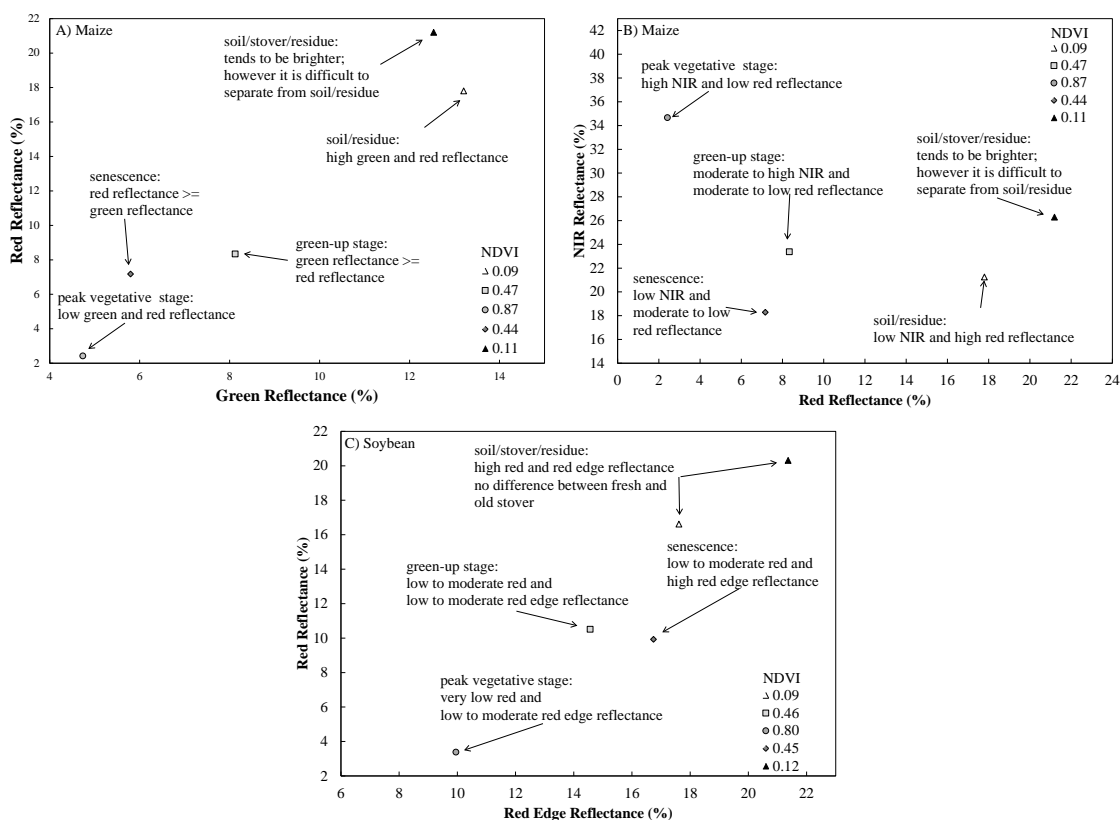 A) Maize
22
20
18
16
14
12
10
8
6
4
2
Red Reflectance (%)
soil/stover/residue:
tends to be brighter;
however it is difficult to
separate from soil/residue
soil/residue:
high green and red reflectance
senescence:
red reflectance >=
green reflectance
green-up stage:
green reflectance >=
red reflectance
peak vegetative stage:
low green and red reflectance
NDVI
0.09
0.47
0.87
0.44
0.11
4 6 8 10 12 14
Green Reflectance (%)
B) Maize
42
38
34
30
26
22
18
14
NIR Reflectance (%)
peak vegetative stage:
high NIR and low red reflectance
green-up stage:
moderate to high NIR and
moderate to low red reflectance
NDVI
0.09
0.47
0.87
0.44
0.11
soil/stover/residue:
tends to be brighter;
however it is difficult to
separate from soil/residue
senescence:
low NIR and
moderate to low
red reflectance
soil/residue:
low NIR and high red reflectance
0 2 4 6 8 10 12 14 16 18 20 22 24
Red Reflectance (%)
C) Soybean
22
20
18
16
14
12
10
8
6
4
2
Red Reflectance (%)
soil/stover/residue:
high red and red edge reflectance
no difference between fresh and
old stover
senescence:
low to moderate red and
high red edge reflectance
green-up stage:
low to moderate red and
low to moderate red edge reflectance
peak vegetative stage:
very low red and
low to moderate red edge reflectance
NDVI
0.09
0.46
0.80
0.45
0.12
6 8 10 12 14 16 18 20 22
Red Edge Reflectance (%)